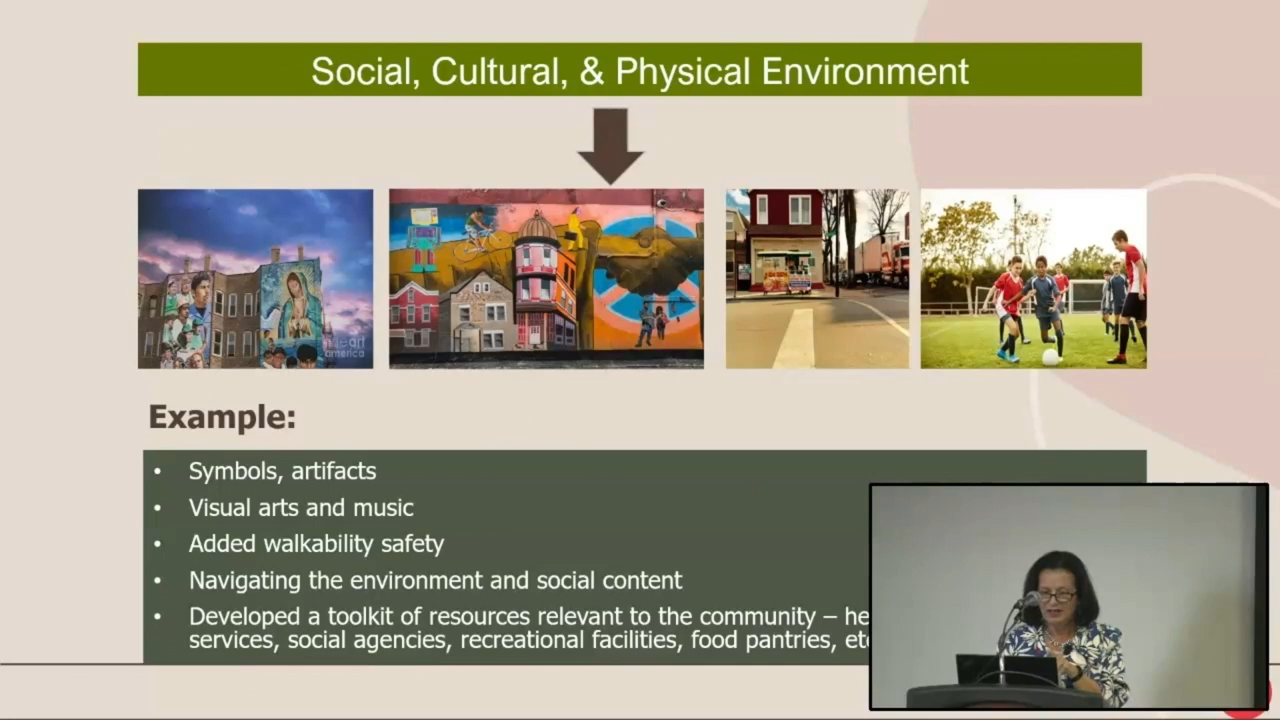 Social, Cultural, & Physical Environment
america
Example:
• Symbols, artifacts
• Visual arts and music
• Added walkability safety
• Navigating the environment and social content
• Developed a toolkit of resources relevant to the community – he
services, social agencies, recreational facilities, food pantries, etc